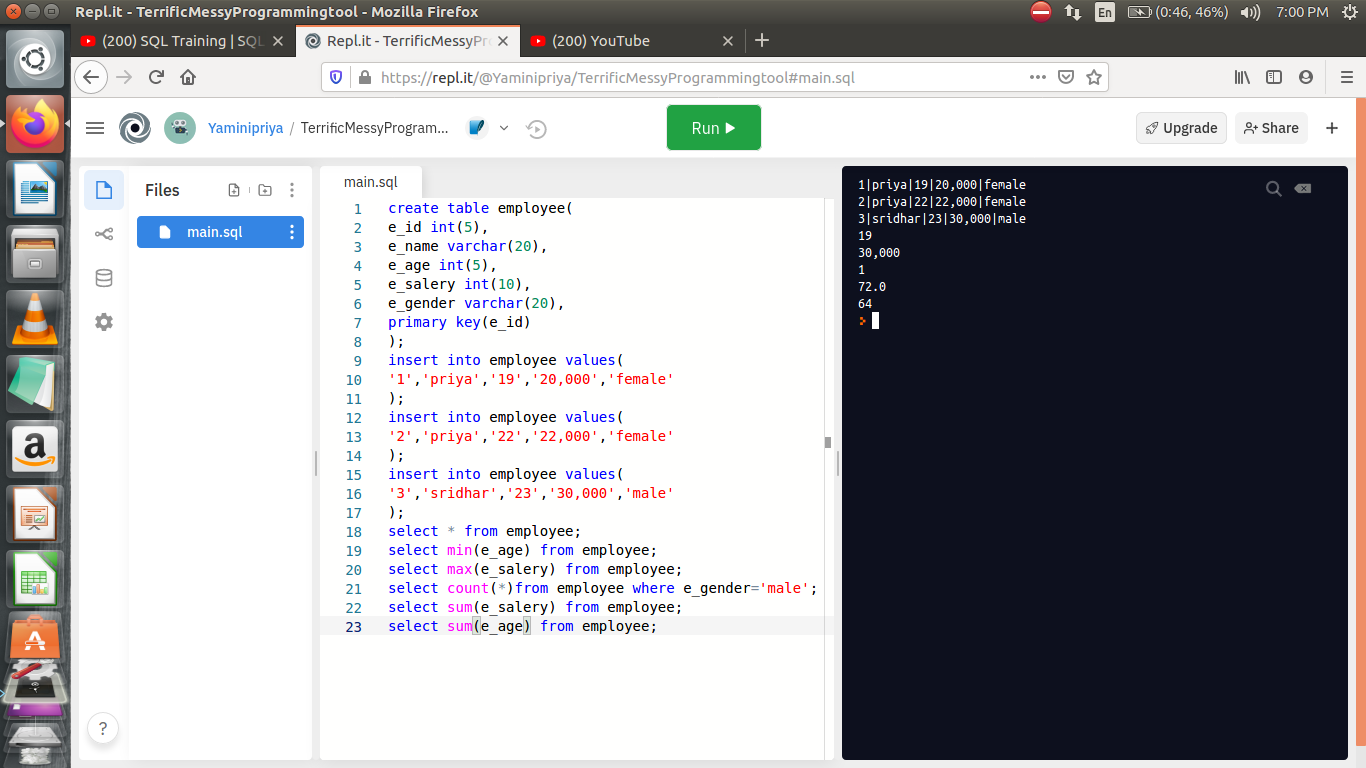 Repl.it - TerrificMessyProgrammingtool - Mozilla Firefox
En
(0:46, 46%)
7:00 PM
(200) SQL Training | SQL
Repl.it - TerrificMessyPro
(200) YouTube
https://repl.it/@Yaminipriya/TerrificMessyProgrammingtool#main.sql
Yaminipriya / TerrificMessyProgram...
Run
Upgrade
Share
Files
main.sql
main.sql
1 create table employee(
2 e_id int(5),
3 e_name varchar(20),
4 e_age int(5),
5 e_salery int(10),
6 e_gender varchar(20),
7 primary key(e_id)
8 );
9 insert into employee values(
10 '1','priya','19','20,000','female'
11 );
12 insert into employee values(
13 '2','priya','22','22,000','female'
14 );
15 insert into employee values(
16 '3','sridhar','23','30,000','male'
17 );
18 select * from employee;
19 select min(e_age) from employee;
20 select max(e_salery) from employee;
21 select count(*)from employee where e_gender='male';
22 select sum(e_salery) from employee;
23 select sum(e_age) from employee;
1|priya|19|20,000|female
2|priya|22|22,000|female
3|sridhar|23|30,000|male
19
30,000
1
72.0
64
?